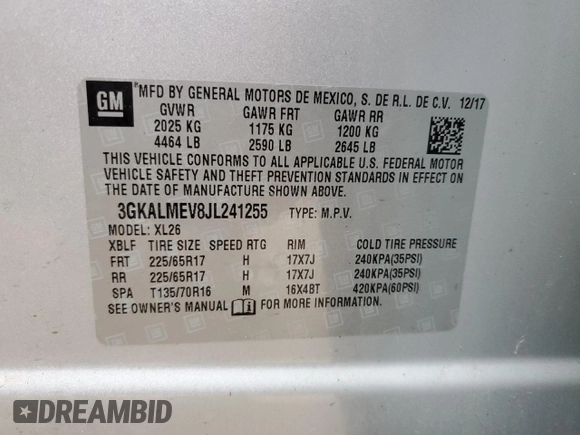 GM
MFD BY GENERAL MOTORS DE MEXICO, S. DE R.L. DE C.V. 12/17
GVWR GAWR FRT GAWR RR
2025 KG 1175 KG 1200 KG
4464 LB 2590 LB 2645 LB
THIS VEHICLE CONFORMS TO ALL APPLICABLE U.S. FEDERAL MOTOR
VEHICLE SAFETY AND THEFT PREVENTION STANDARDS IN EFFECT ON THE
DATE OF MANUFACTURE SHOWN ABOVE.
3GKALMEV8JL241255 TYPE: M.P.V.
MODEL: XL26
XBLF TIRE SIZE SPEED RTG RIM COLD TIRE PRESSURE
FRT 225/65R17 H 17X7J 240KPA(35PSI)
RR 225/65R17 H 17X7J 240KPA(35PSI)
SPA T135/70R16 M 16X4BT 420KPA(60PSI)
SEE OWNER'S MANUAL FOR MORE INFORMATION
DREAMBID